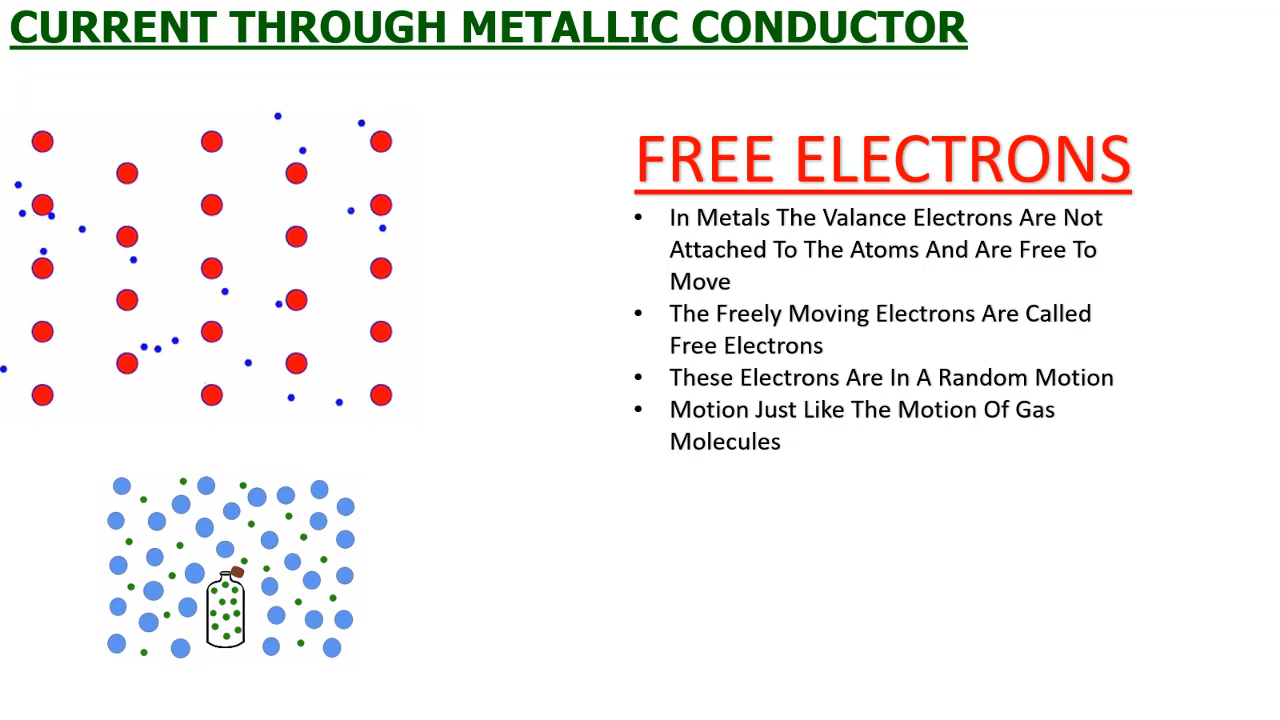 CURRENT THROUGH METALLIC CONDUCTOR
FREE ELECTRONS
• In Metals The Valance Electrons Are Not
Attached To The Atoms And Are Free To
Move
• The Freely Moving Electrons Are Called
Free Electrons
• These Electrons Are In A Random Motion
• Motion Just Like The Motion Of Gas
Molecules